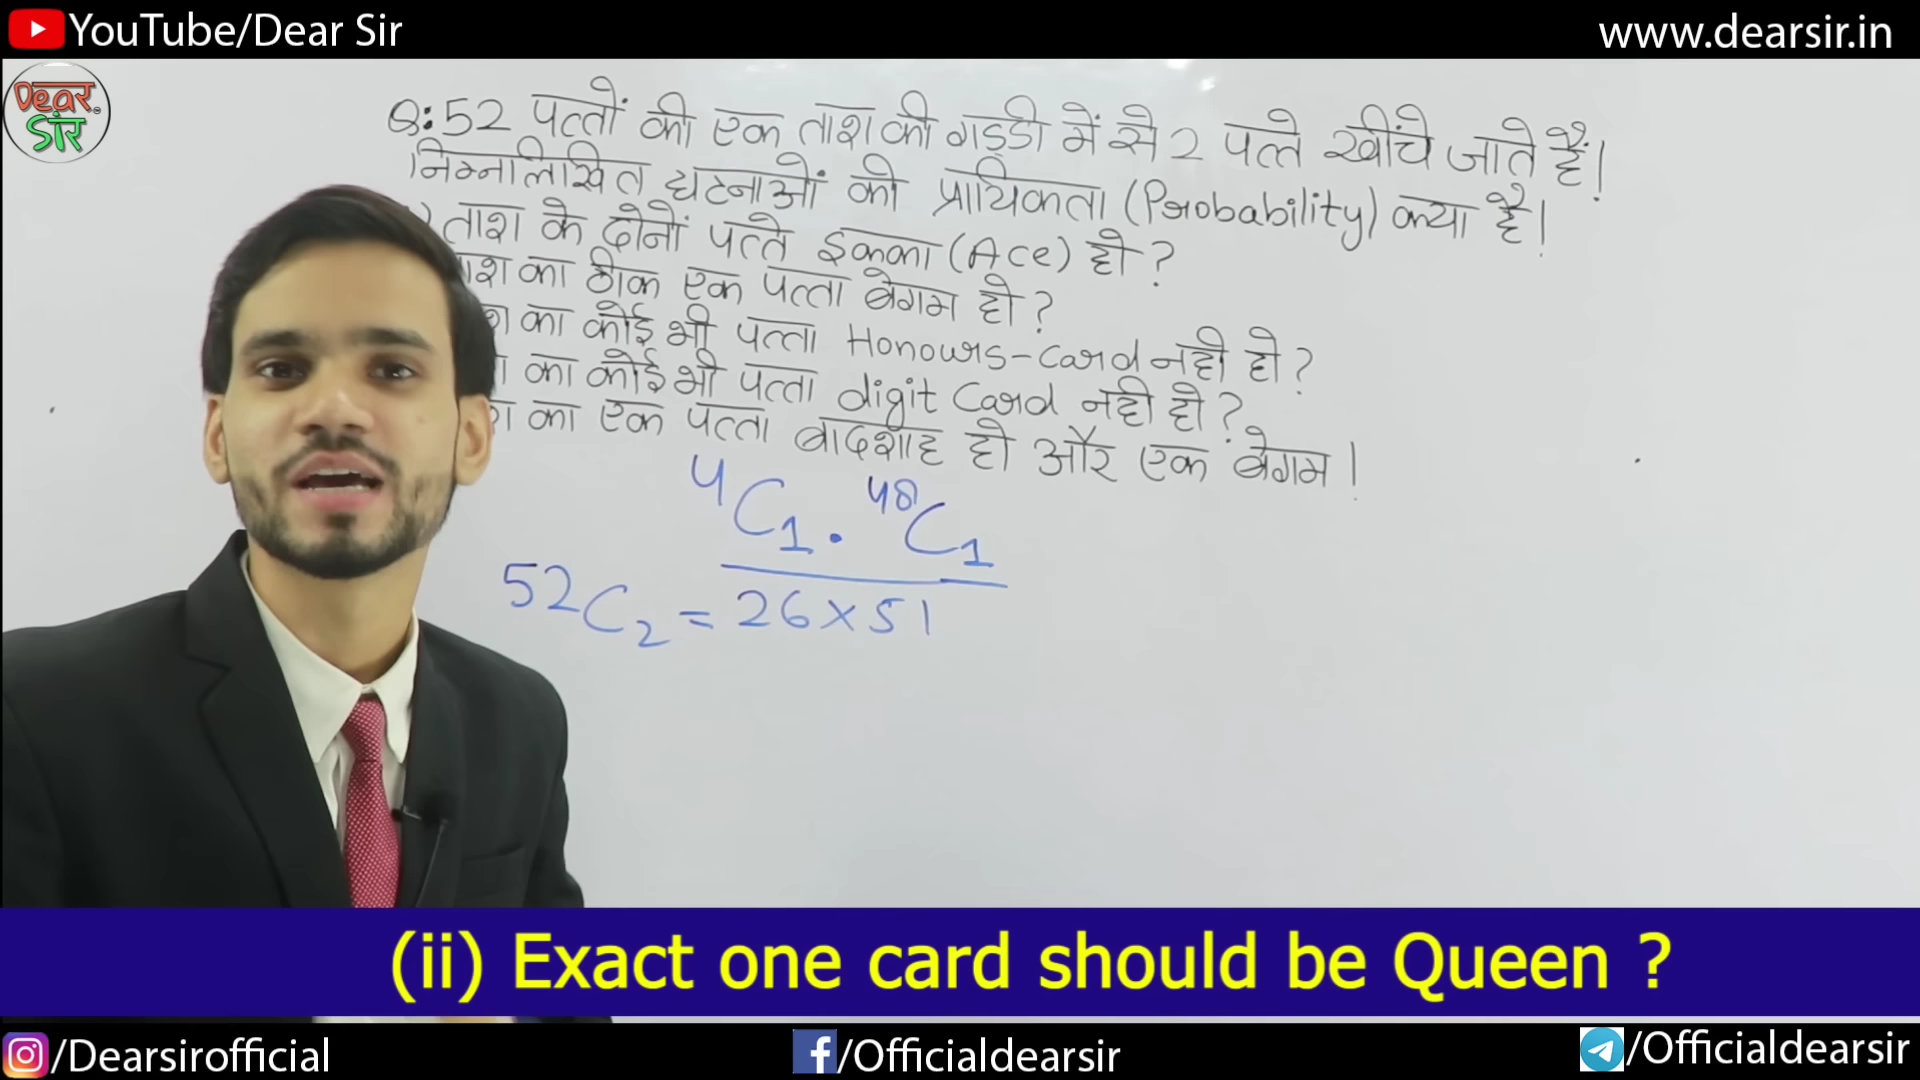 YouTube/Dear Sir
www.dearsir.in
Dear
सर
Q:52 पत्तों की एक ताश की गड्डी में से 2 पत्ते खींचे जाते हैं।
निम्नलिखित घटनाओं की प्रायिकता (Probability) क्या है।
ताश के दोनों पत्ते इक्का (Ace) हो?
का ठीक एक पत्ता बेगम हो?
का कोई भी पत्ता Honours-Card नही हो?
का कोई भी पत्ता digit Card नही हो?
का एक पत्ता बादशाह हो और एक बेगम।
4C1 . 48C1
52C2 = 26×51
(ii) Exact one card should be Queen ?
/Dearsirofficial
/Officialdearsir
/Officialdearsir